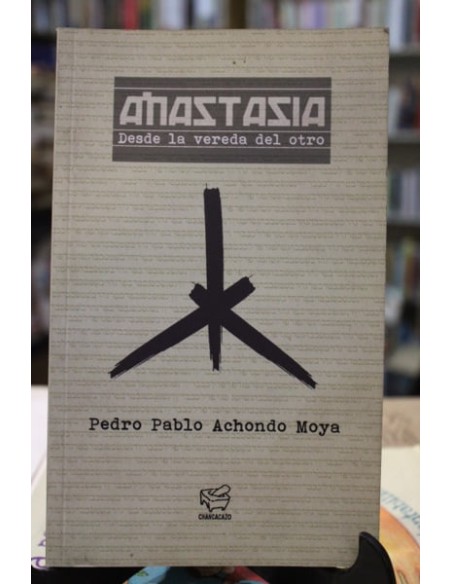 ANASTASIA
Desde la vereda del otro
Pedro Pablo Achondo Moya
CHANCACAZO